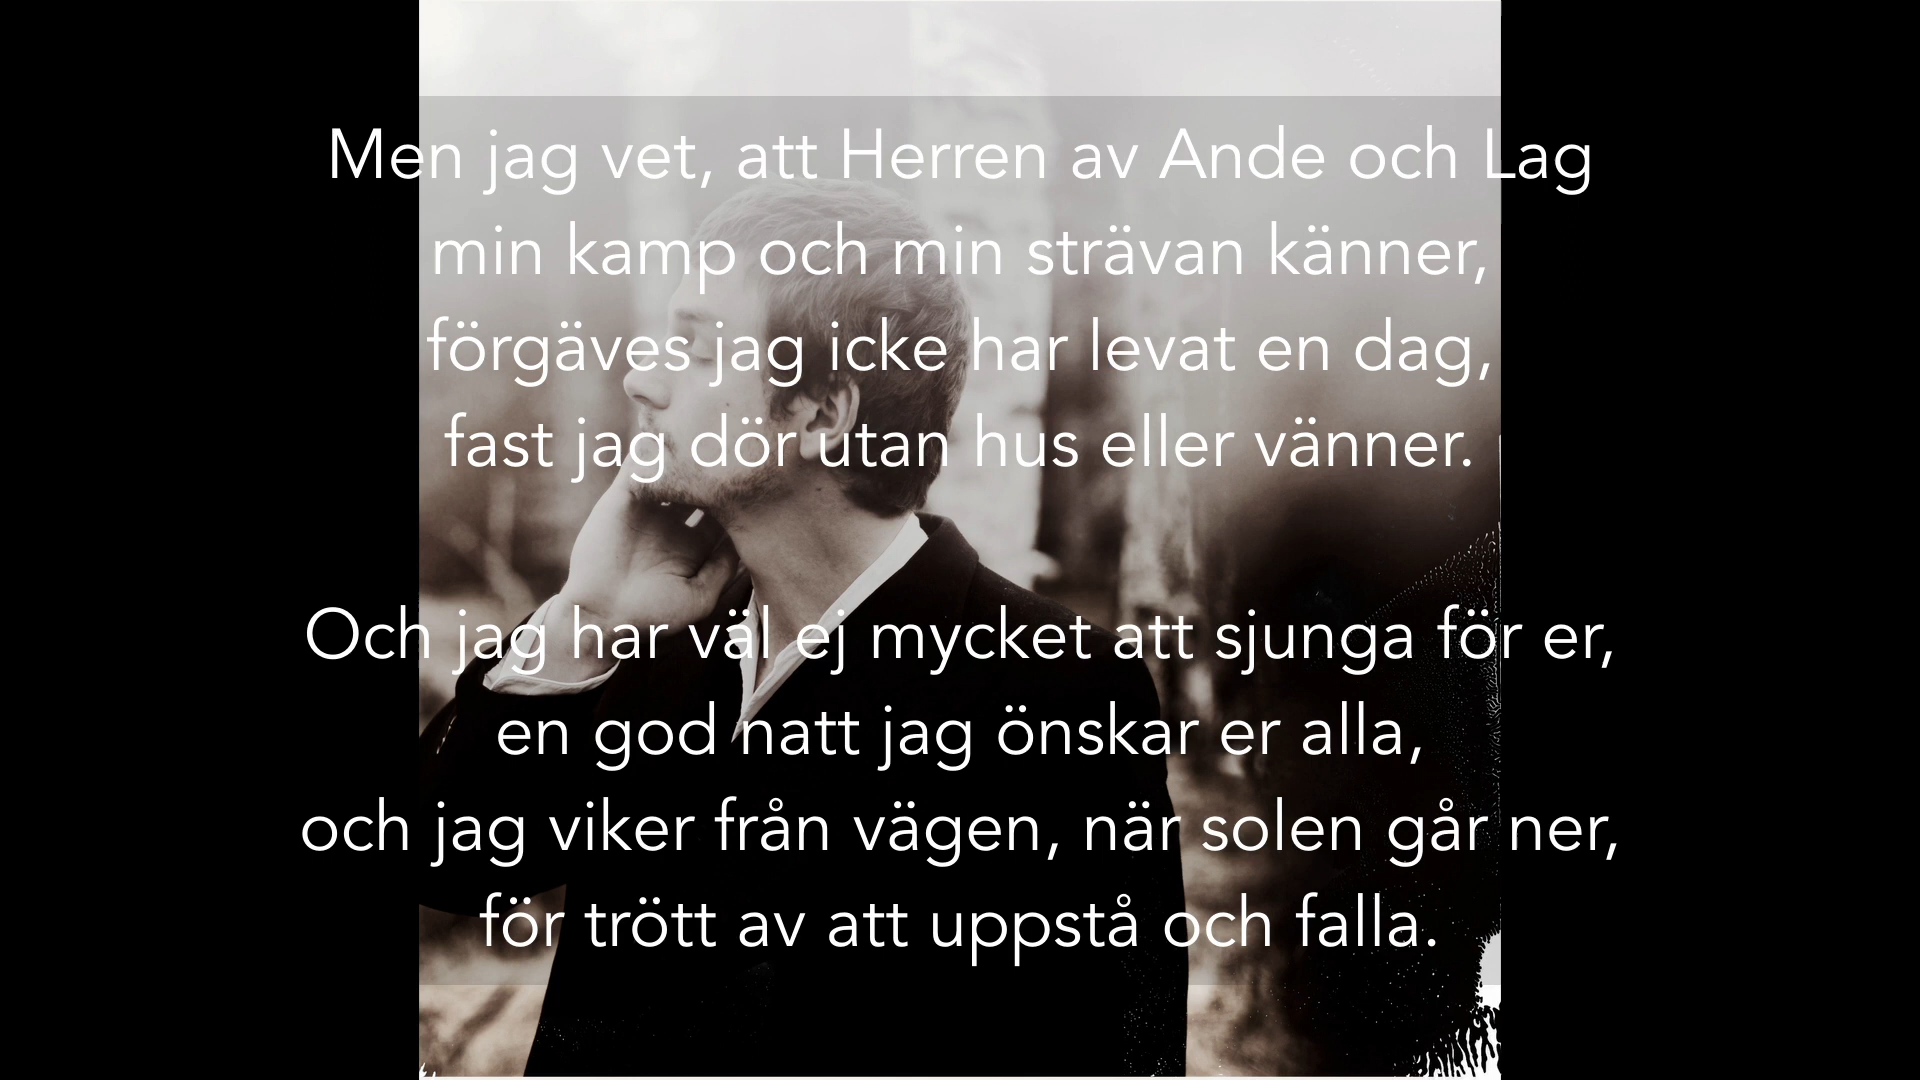 Men jag vet, att Herren av Ande och Lag
min kamp och min strävan känner,
förgäves jag icke har levat en dag,
fast jag dör utan hus eller vänner.
Och jag har väl ej mycket att sjunga för er,
en god natt jag önskar er alla,
och jag viker från vägen, när solen går ner,
för trött av att uppstå och falla.